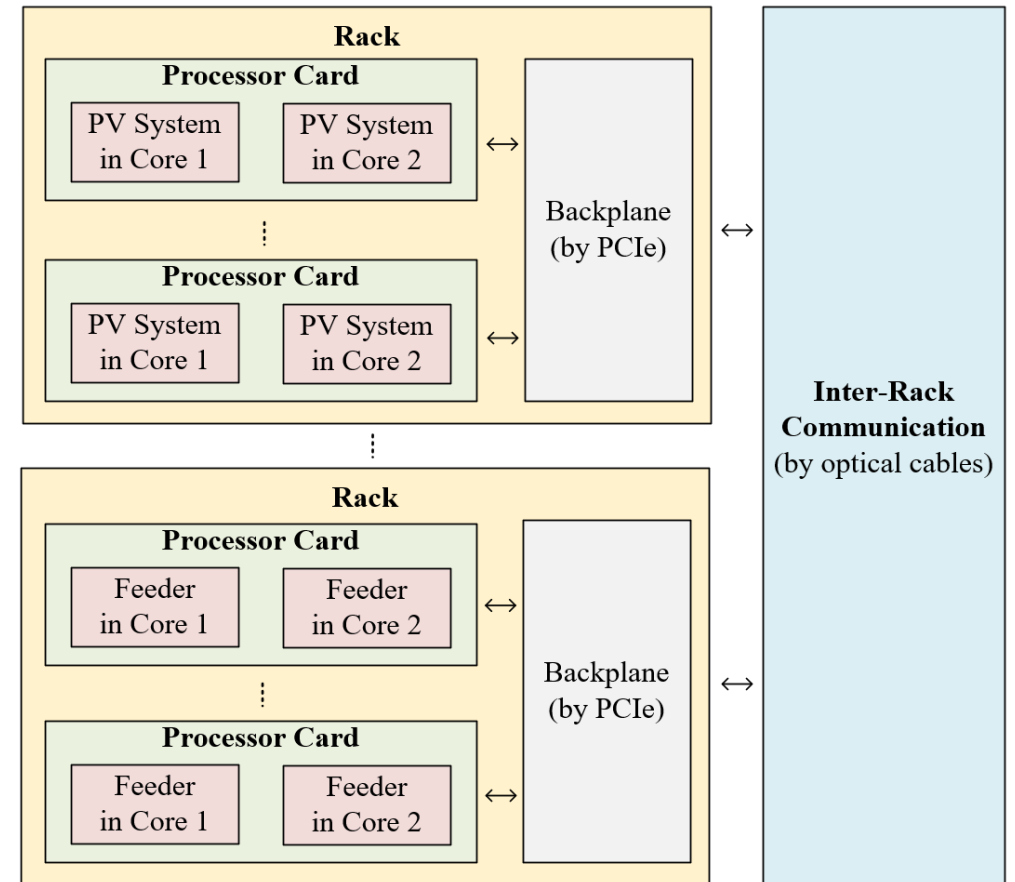 Rack
Processor Card
PV System
in Core 1
PV System
in Core 2
Processor Card
PV System
in Core 1
PV System
in Core 2
Backplane
(by PCIe)
Rack
Processor Card
Feeder
in Core 1
Feeder
in Core 2
Processor Card
Feeder
in Core 1
Feeder
in Core 2
Backplane
(by PCIe)
Inter-Rack
Communication
(by optical cables)